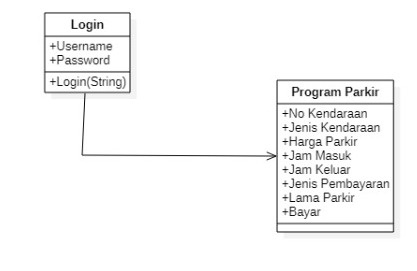 Login
+Username
+Password
+Login(String)
Program Parkir
+No Kendaraan
+Jenis Kendaraan
+Harga Parkir
+Jam Masuk
+Jam Keluar
+Jenis Pembayaran
+Lama Parkir
+Bayar